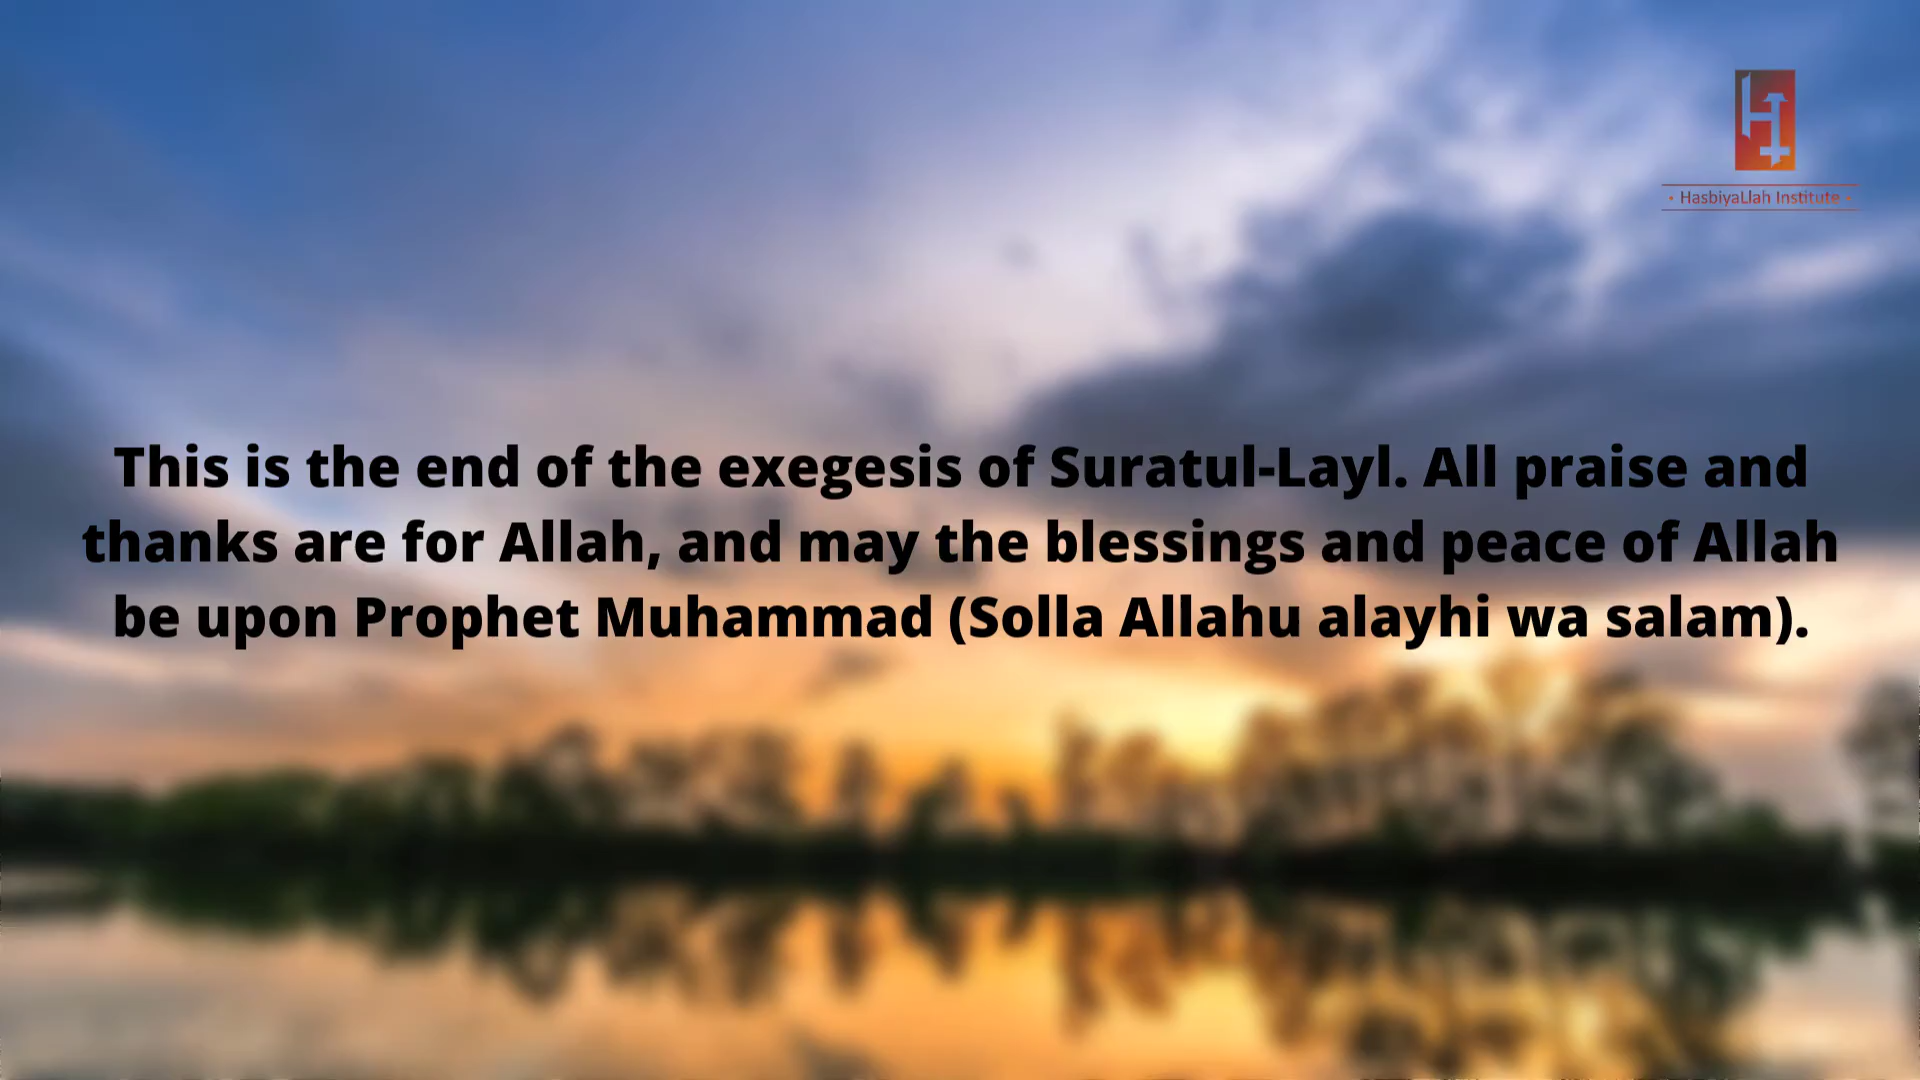 HasbiyaLlah Institute
This is the end of the exegesis of Suratul-Layl. All praise and
thanks are for Allah, and may the blessings and peace of Allah
be upon Prophet Muhammad (Solla Allahu alayhi wa salam).